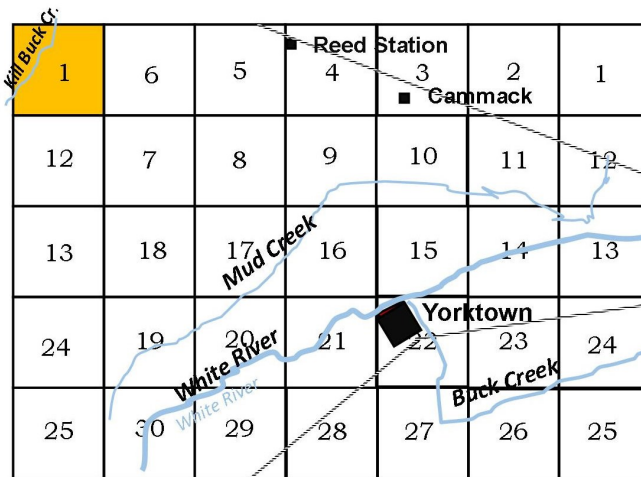 Kill Buck Cr.
Reed Station
1 6 5 4 3 2 1
Cammack
12 7 8 9 10 11 12
13 18 17 16 15 14 13
Mud Creek
Yorktown
24 19 20 21 22 23 24
White River
White River
Buck Creek
25 30 29 28 27 26 25